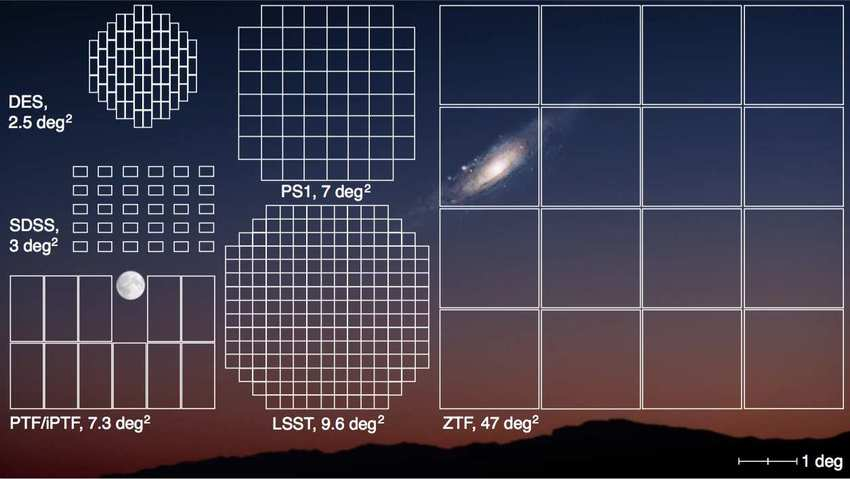 DES,
2.5 deg²
PS1, 7 deg²
SDSS,
3 deg²
PTF/iPTF, 7.3 deg²
LSST, 9.6 deg²
ZTF, 47 deg²
1 deg